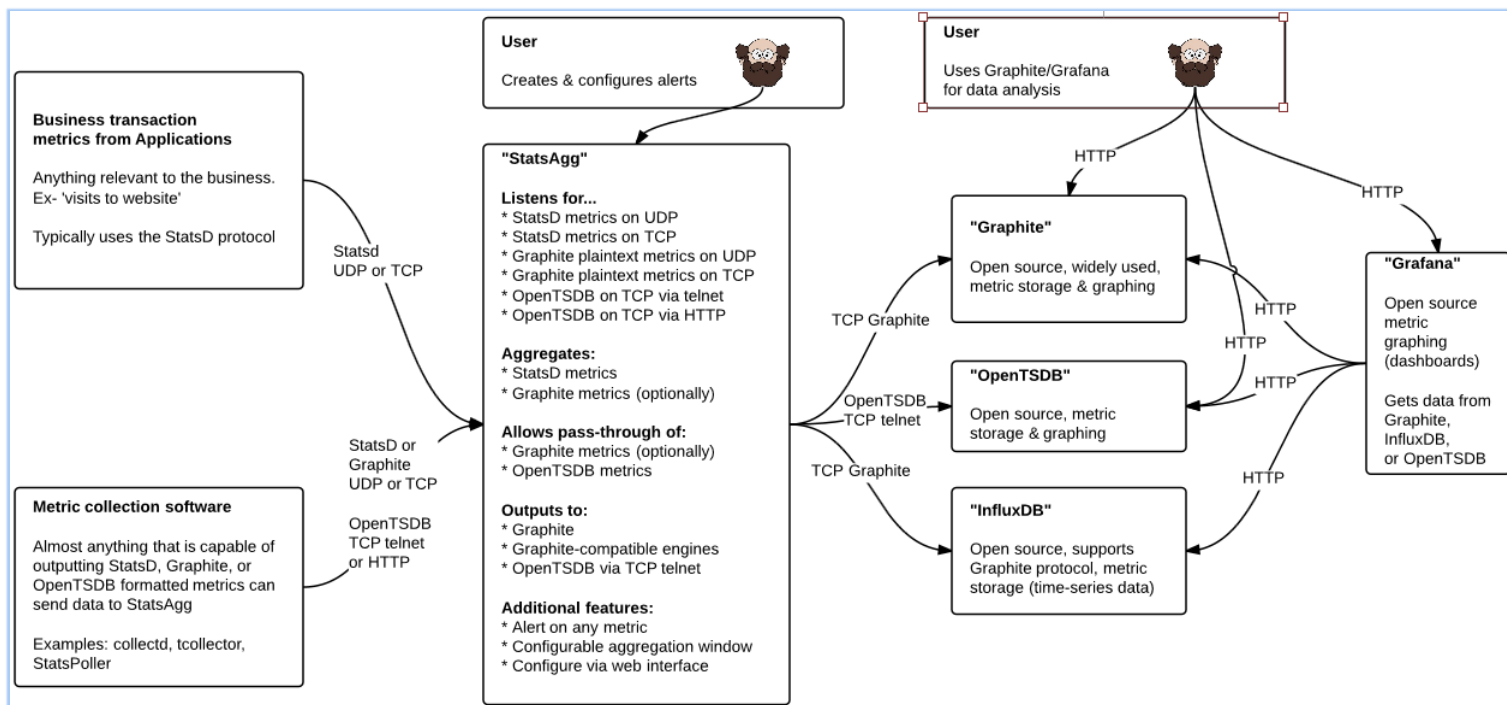 User
Creates & configures alerts
User
Uses Graphite/Grafana
for data analysis
Business transaction
metrics from Applications
Anything relevant to the business.
Ex- 'visits to website'
Typically uses the StatsD protocol
Statsd
UDP or TCP
Metric collection software
Almost anything that is capable of
outputting StatsD, Graphite, or
OpenTSDB formatted metrics can
send data to StatsAgg
Examples: collectd, tcollector,
StatsPoller
StatsD or
Graphite
UDP or TCP
OpenTSDB
TCP telnet
or HTTP
"StatsAgg"
Listens for...
* StatsD metrics on UDP
* StatsD metrics on TCP
* Graphite plaintext metrics on UDP
* Graphite plaintext metrics on TCP
* OpenTSDB on TCP via telnet
* OpenTSDB on TCP via HTTP
Aggregates:
* StatsD metrics
* Graphite metrics (optionally)
Allows pass-through of:
* Graphite metrics (optionally)
* OpenTSDB metrics
Outputs to:
* Graphite
* Graphite-compatible engines
* OpenTSDB via TCP telnet
Additional features:
* Alert on any metric
* Configurable aggregation window
* Configure via web interface
TCP Graphite
OpenTSDB
TCP telnet
TCP Graphite
HTTP
HTTP
"Graphite"
Open source, widely used,
metric storage & graphing
"OpenTSDB"
Open source, metric
storage & graphing
"InfluxDB"
Open source, supports
Graphite protocol, metric
storage (time-series data)
HTTP
HTTP
HTTP
HTTP
"Grafana"
Open source
metric
graphing
(dashboards)
Gets data from
Graphite,
InfluxDB,
or OpenTSDB